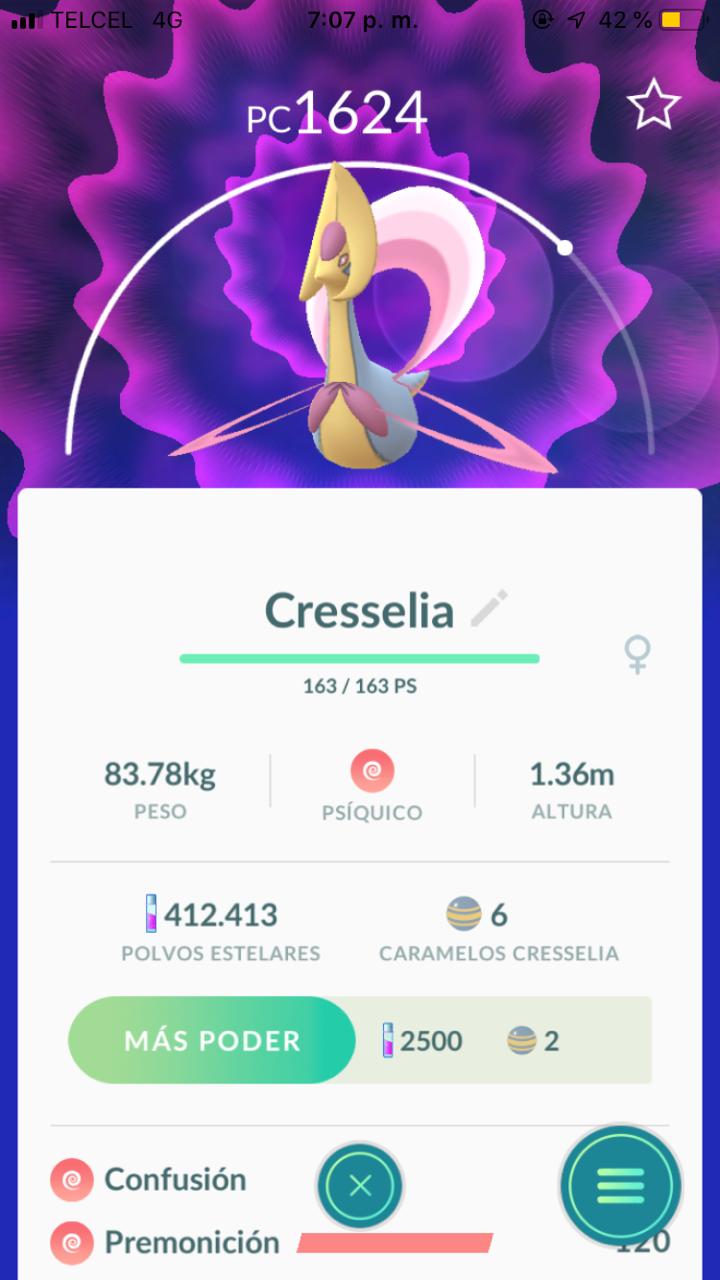 TELCEL 4G 7:07 p. m. 42 %
PC1624
Cresselia
163 / 163 PS
83.78kg PSÍQUICO 1.36m
PESO ALTURA
412.413 6
POLVOS ESTELARES CARAMELOS CRESSELIA
MÁS PODER 2500 2
Confusión
Premonición 120